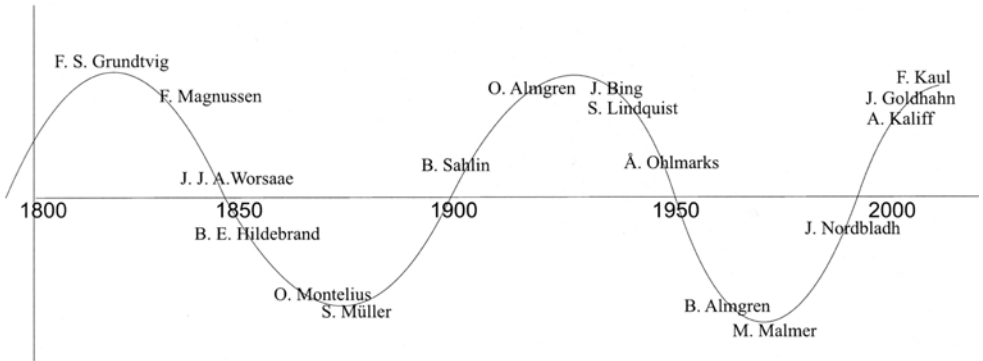 F. S. Grundtvig
F. Magnussen
J. J. A.Worsaae
B. E. Hildebrand
O. Montelius
S. Müller
B. Sahlin
O. Almgren
J. Bing
S. Lindquist
Å. Ohlmarks
B. Almgren
M. Malmer
J. Nordbladh
F. Kaul
J. Goldhahn
A. Kaliff
1800 1850 1900 1950 2000